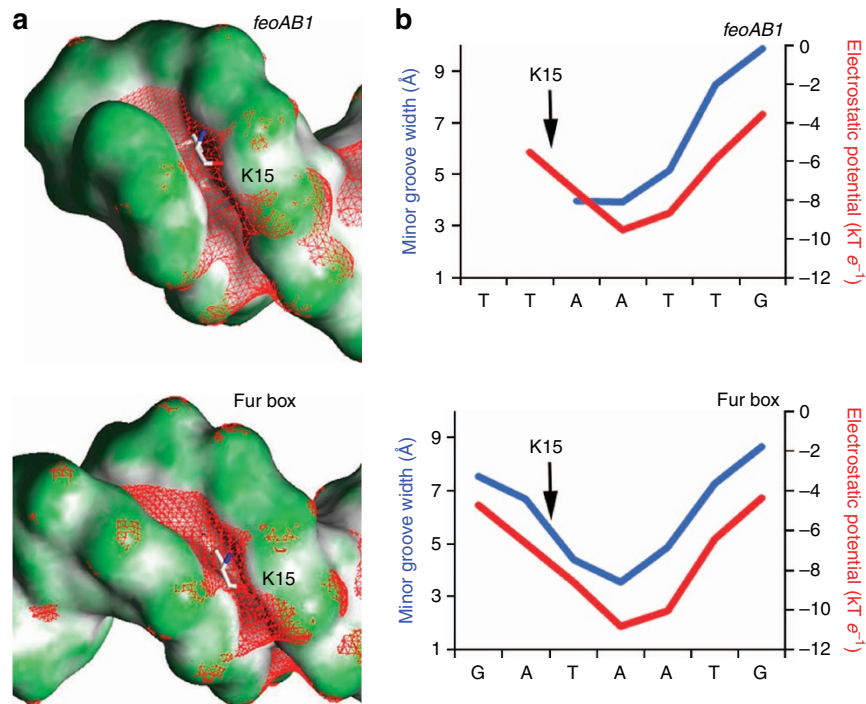 a
feoAB1
K15
Fur box
K15
b
feoAB1
K15
Minor groove width (Å)
9
7
5
3
1
0
−2
−4
−6
−8
−10
−12
Electrostatic potential (kT e⁻¹)
T T A A T T G
Fur box
K15
Minor groove width (Å)
9
7
5
3
1
0
−2
−4
−6
−8
−10
−12
Electrostatic potential (kT e⁻¹)
G A T A A T G